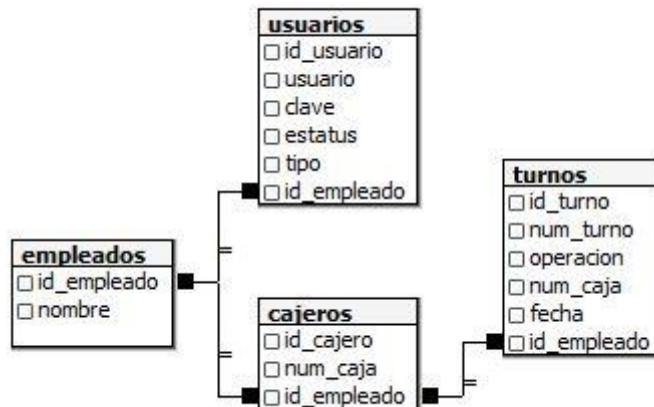 usuarios
id_usuario
usuario
clave
estatus
tipo
id_empleado
empleados
id_empleado
nombre
cajeros
id_cajero
num_caja
id_empleado
turnos
id_turno
num_turno
operacion
num_caja
fecha
id_empleado
=
=
=